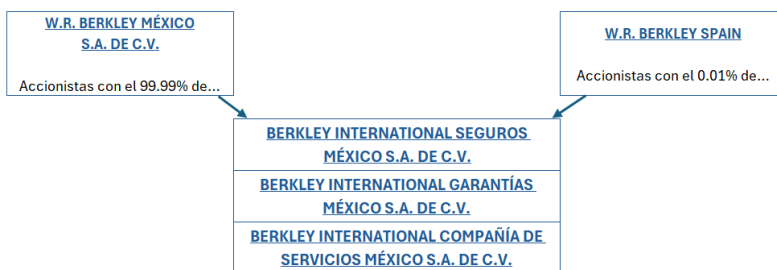 W.R. BERKLEY MÉXICO
S.A. DE C.V.
Accionistas con el 99.99% de...
W.R. BERKLEY SPAIN
Accionistas con el 0.01% de...
BERKLEY INTERNATIONAL SEGUROS
MÉXICO S.A. DE C.V.
BERKLEY INTERNATIONAL GARANTÍAS
MÉXICO S.A. DE C.V.
BERKLEY INTERNATIONAL COMPAÑÍA DE
SERVICIOS MÉXICO S.A. DE C.V.